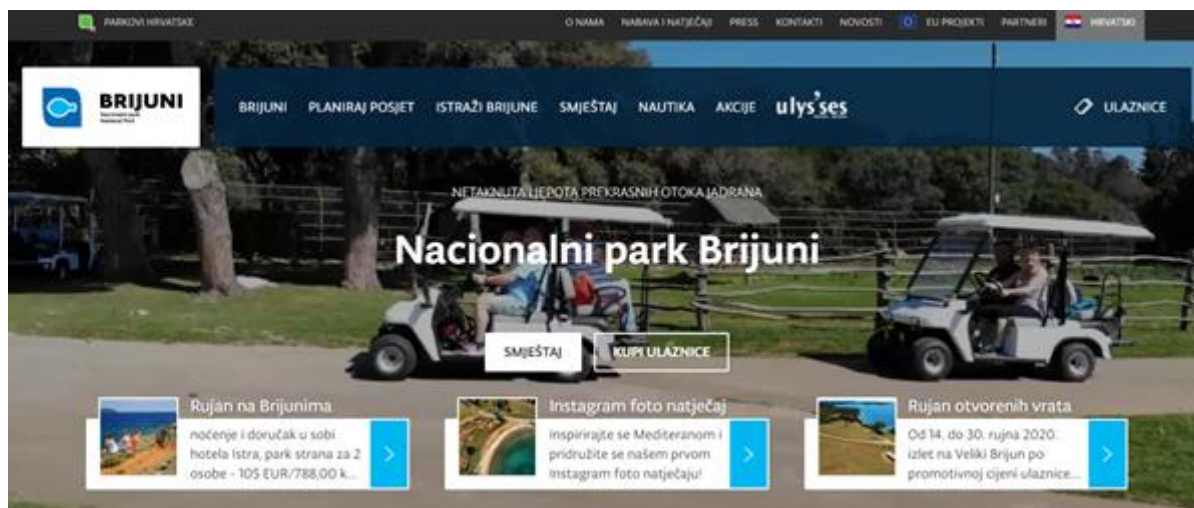 PARKOVI HRVATSKE
O NAMA NABAVA I NATJEČAJI PRESS KONTAKTI NOVOSTI EU PROJEKTI PARTNERI HRVATSKI
BRIJUNI
Nacionalni park
National Park
BRIJUNI PLANIRAJ POSJET ISTRAŽI BRIJUNE SMJEŠTAJ NAUTIKA AKCIJE ulys'ses ULAZNICE
NETAKNUTA LJEPOTA PREKRASNIH OTOKA JADRANA
Nacionalni park Brijuni
SMJEŠTAJ KUPI ULAZNICE
Rujan na Brijunima
noćenje i doručak u sobi
hotela Istra, park strana za 2
osobe - 105 EUR/788,00 k...
Instagram foto natječaj
Inspirirajte se Mediteranom i
pridružite se našem prvom
Instagram foto natječaju!
Rujan otvorenih vrata
Od 14. do 30. rujna 2020.
izlet na Veliki Brijun po
promotivnoj cijeni ulaznice...